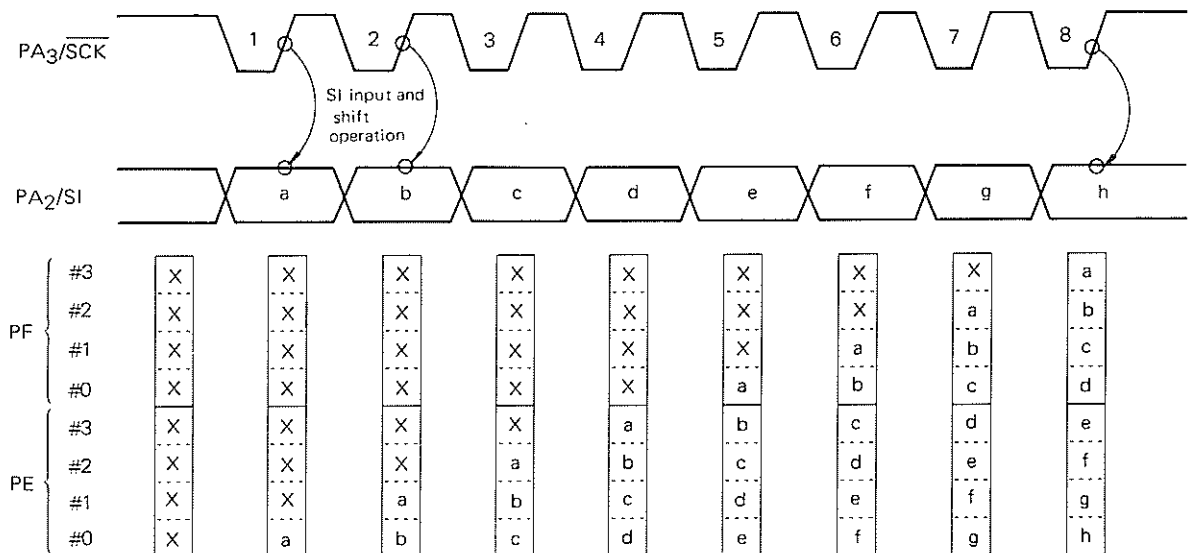 PA3/SCK 1 2 3 4 5 6 7 8
SI input and
shift
operation
PA2/SI a b c d e f g h
PF
#3 X X X X X X X X a
#2 X X X X X X X a b
#1 X X X X X X a b c
#0 X X X X X a b c d
PE
#3 X X X X a b c d e
#2 X X X a b c d e f
#1 X X a b c d e f g
#0 X a b c d e f g h